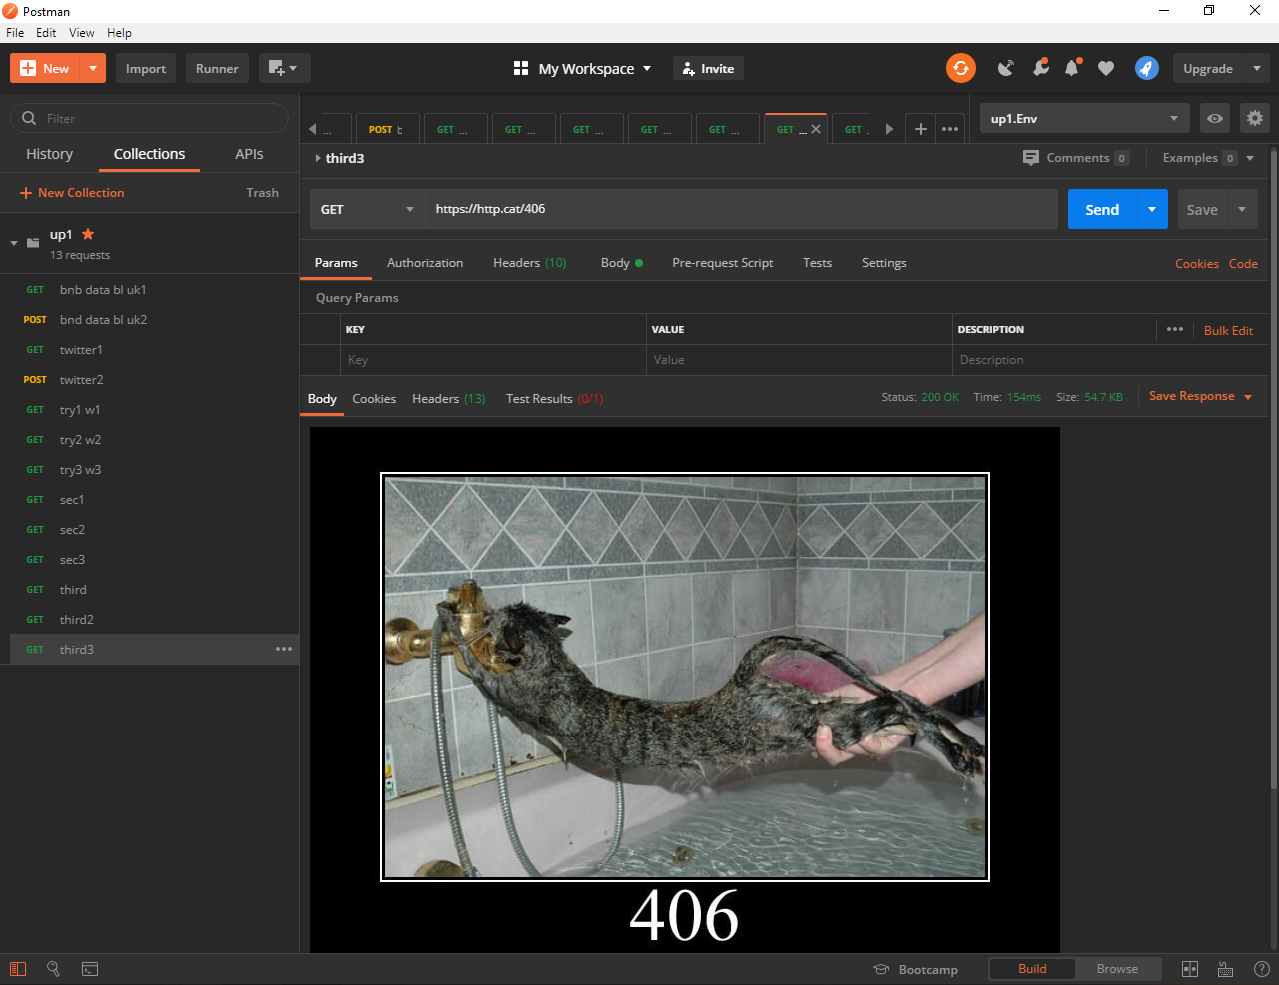 Postman
File Edit View Help
New Import Runner My Workspace Invite Upgrade
Filter
History Collections APIs
New Collection Trash
up1
13 requests
GET bnb data bl uk1
POST bnd data bl uk2
GET twitter1
POST twitter2
GET try1 w1
GET try2 w2
GET try3 w3
GET sec1
GET sec2
GET sec3
GET third
GET third2
GET third3
... POST GET ... GET ... GET ... GET ... GET ... GET ... GET .
up1.Env
third3 Comments 0 Examples 0
GET https://http.cat/406 Send Save
Params Authorization Headers (10) Body Pre-request Script Tests Settings Cookies Code
Query Params
KEY VALUE DESCRIPTION Bulk Edit
Key Value Description
Body Cookies Headers (13) Test Results (0/1) Status: 200 OK Time: 154ms Size: 54.7 KB Save Response
406
Bootcamp Build Browse